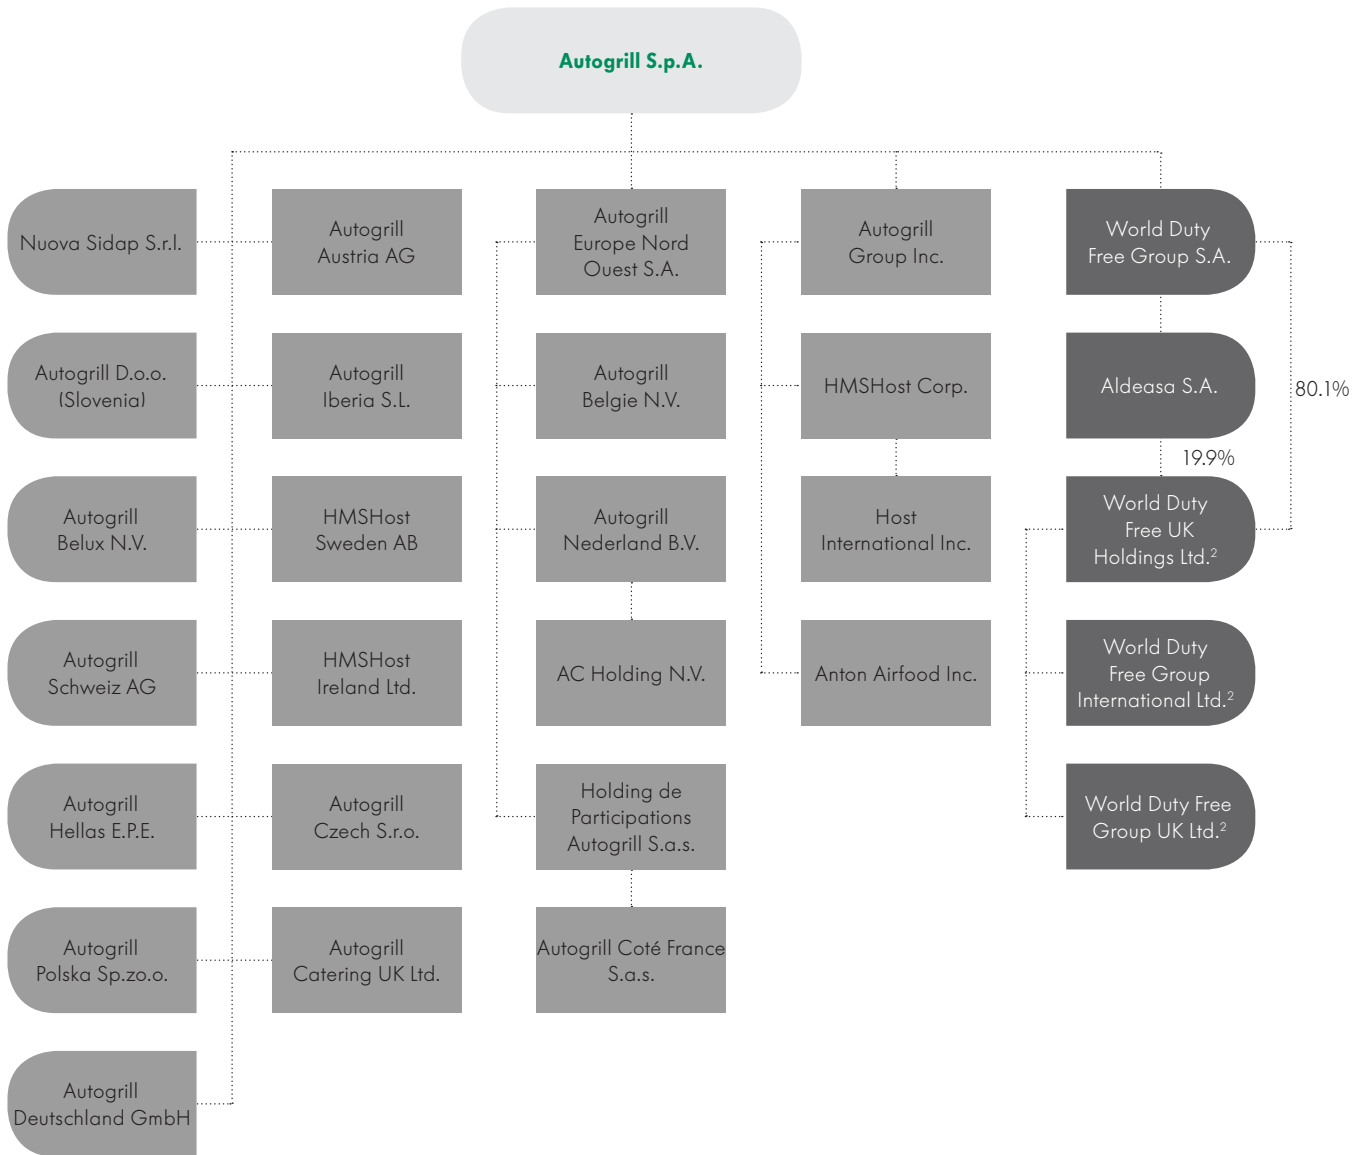 Autogrill S.p.A.
Nuova Sidap S.r.l.
Autogrill
Austria AG
Autogrill
Europe Nord
Ouest S.A.
Autogrill
Group Inc.
World Duty
Free Group S.A.
Autogrill D.o.o.
(Slovenia)
Autogrill
Iberia S.L.
Autogrill
Belgie N.V.
HMSHost Corp.
Aldeasa S.A.
80.1%
19.9%
Autogrill
Belux N.V.
HMSHost
Sweden AB
Autogrill
Nederland B.V.
Host
International Inc.
World Duty
Free UK
Holdings Ltd.²
Autogrill
Schweiz AG
HMSHost
Ireland Ltd.
AC Holding N.V.
Anton Airfood Inc.
World Duty
Free Group
International Ltd.²
Autogrill
Hellas E.P.E.
Autogrill
Czech S.r.o.
Holding de
Participations
Autogrill S.a.s.
World Duty Free
Group UK Ltd.²
Autogrill
Polska Sp.zo.o.
Autogrill
Catering UK Ltd.
Autogrill Coté France
S.a.s.
Autogrill
Deutschland GmbH